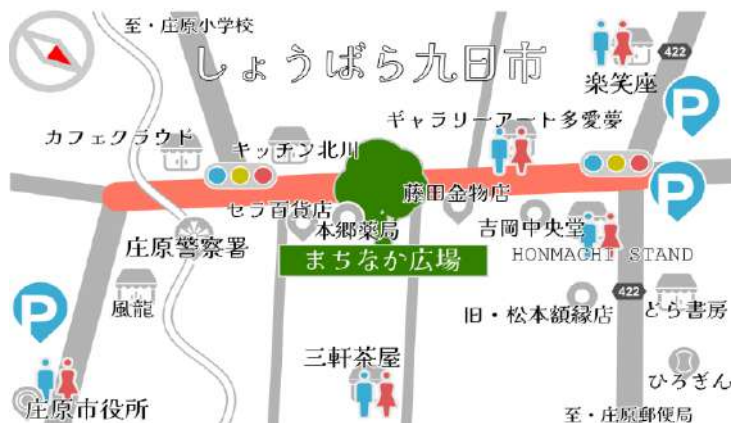 至・庄原小学校
しょうばら九日市
422
楽笑座
P
カフェクラウド
キッチン北川
ギャラリーアート多愛夢
セラ百貨店
本郷薬局
藤田金物店
P
吉岡中央堂
庄原警察署
まちなか広場
HONMACHI STAND
P
風龍
旧・松本額縁店
422
どら書房
三軒茶屋
ひろぎん
庄原市役所
至・庄原郵便局